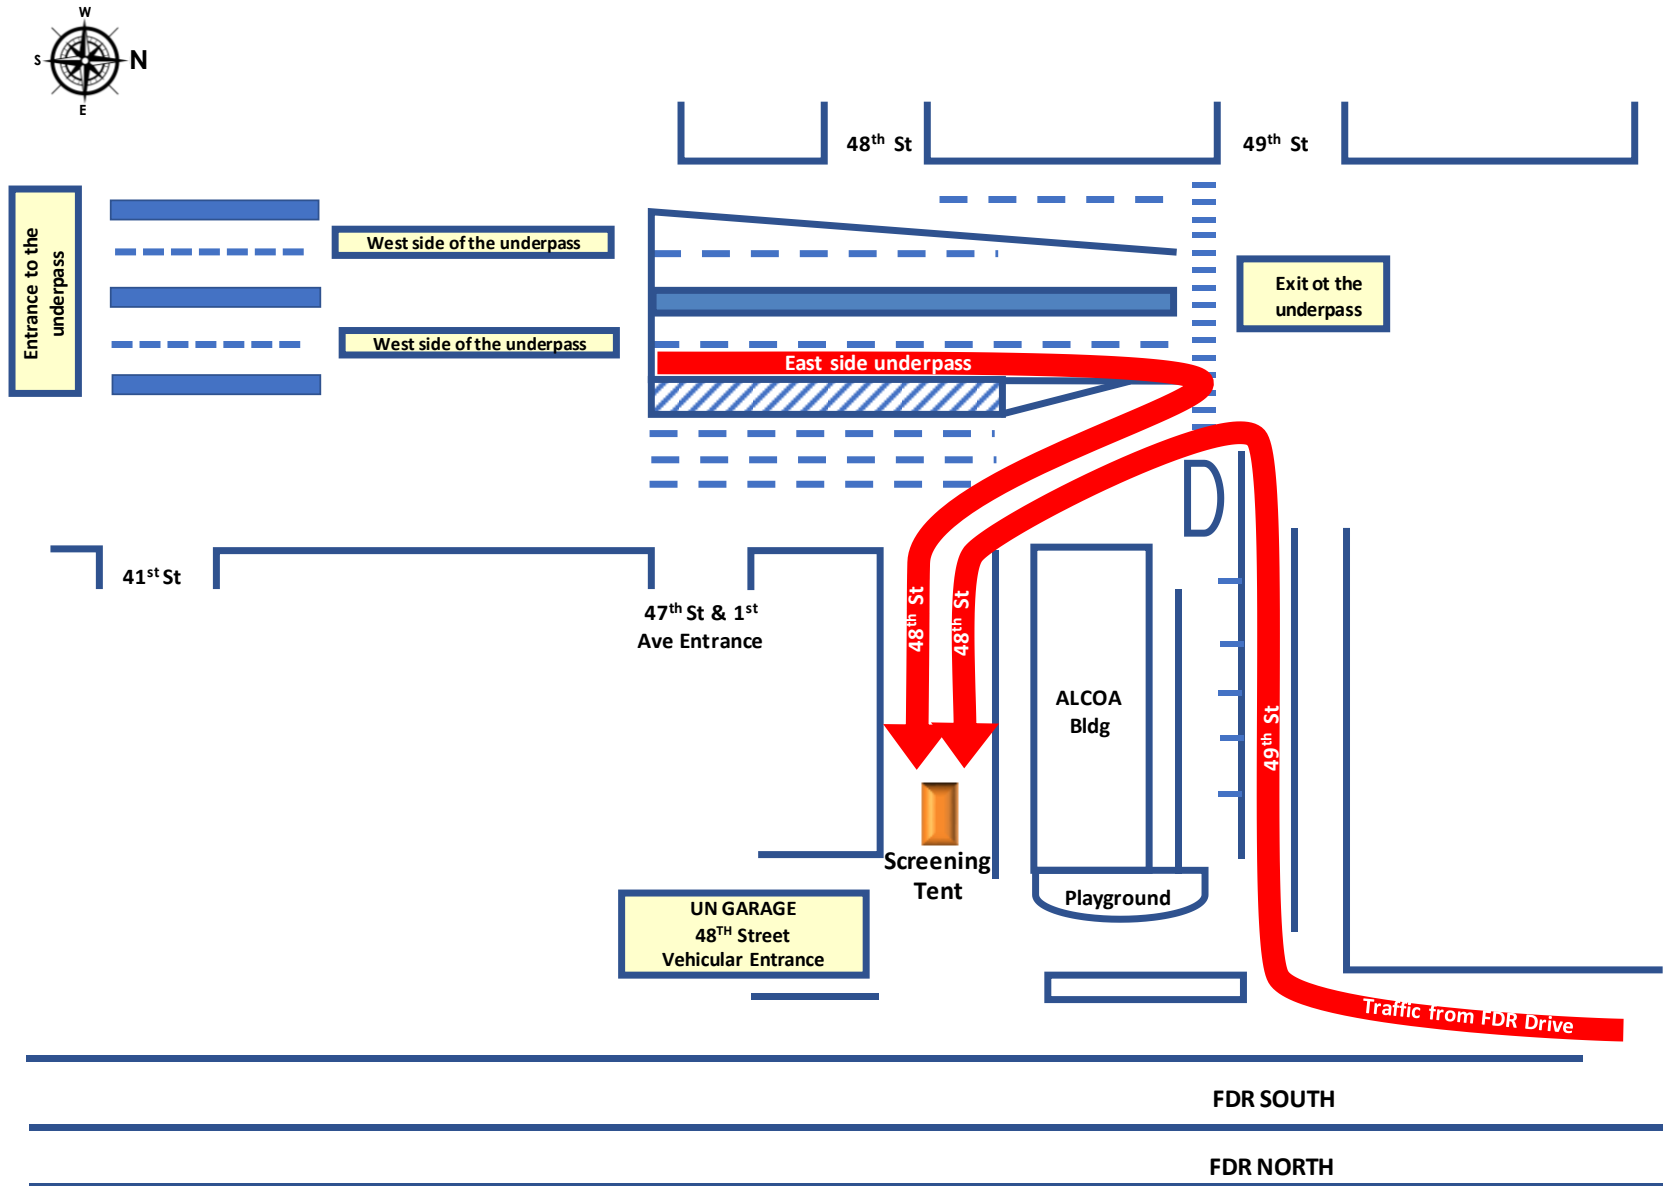 W
S
N
E
48th St
49th St
Entrance to the
underpass
West side of the underpass
West side of the underpass
Exit ot the
underpass
East side underpass
41st St
47th St & 1st
Ave Entrance
48th St
48th St
49th St
ALCOA
Bldg
Screening
Tent
Playground
UN GARAGE
48TH Street
Vehicular Entrance
Traffic from FDR Drive
FDR SOUTH
FDR NORTH